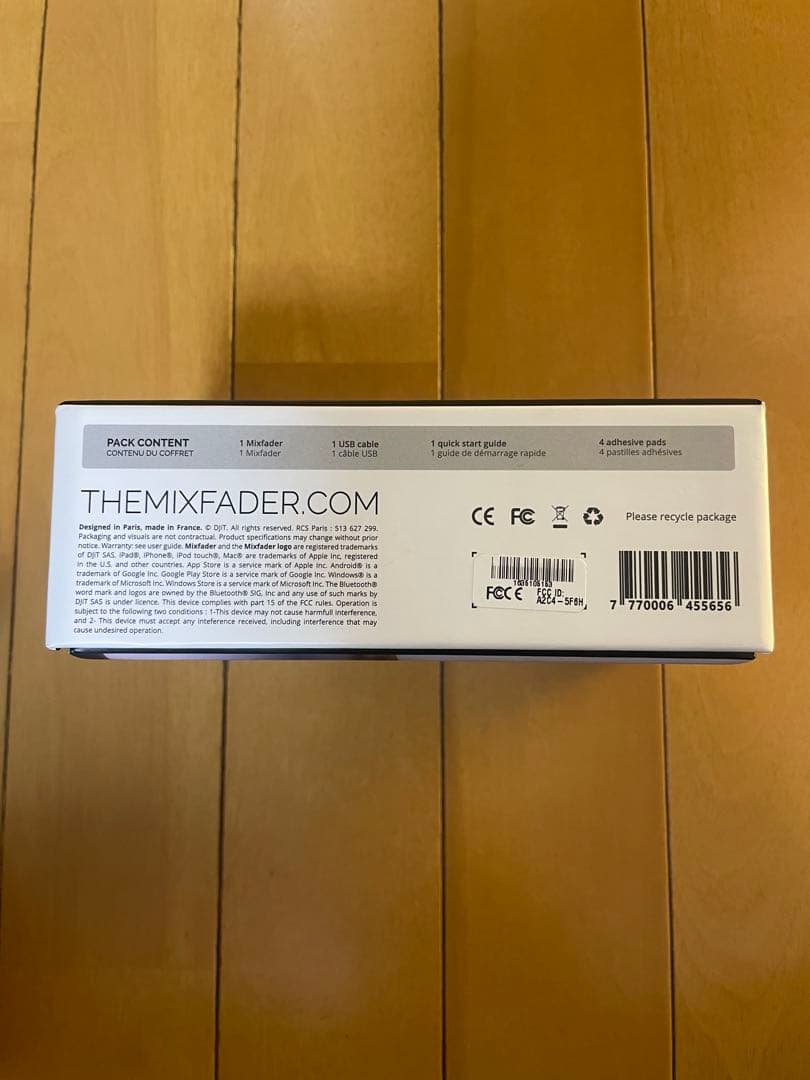 PACK CONTENT 1 Mixfader 1 USB cable 1 quick start guide 4 adhesive pads
CONTENU DU COFFRET 1 Mixfader 1 câble USB 1 guide de démarrage rapide 4 pastilles adhésives
THEMIXFADER.COM
Designed in Paris, made in France. © DJIT. All rights reserved. RCS Paris : 513 627 299.
Packaging and visuals are not contractual. Product specifications may change without prior
notice. Warranty: see user guide. Mixfader and the Mixfader logo are registered trademarks
of DJIT SAS. iPad®, iPhone®, iPod touch®, Mac® are trademarks of Apple Inc, registered
in the U.S. and other countries. App Store is a service mark of Apple Inc. Android® is a
trademark of Google Inc. Google Play Store is a service mark of Google Inc. Windows® is a
trademark of Microsoft Inc. Windows Store is a service mark of Microsoft Inc. The Bluetooth®
word mark and logos are owned by the Bluetooth® SIG, Inc and any use of such marks by
DJIT SAS is under licence. This device complies with part 15 of the FCC rules. Operation is
subject to the following two conditions : 1-This device may not cause harmfull interference,
and 2- This device must accept any inteference received, including interference that may
cause undesired operation.
CE FC Please recycle package
FCC ID:
FC CE A2C4-5F6H
7 770006 455656